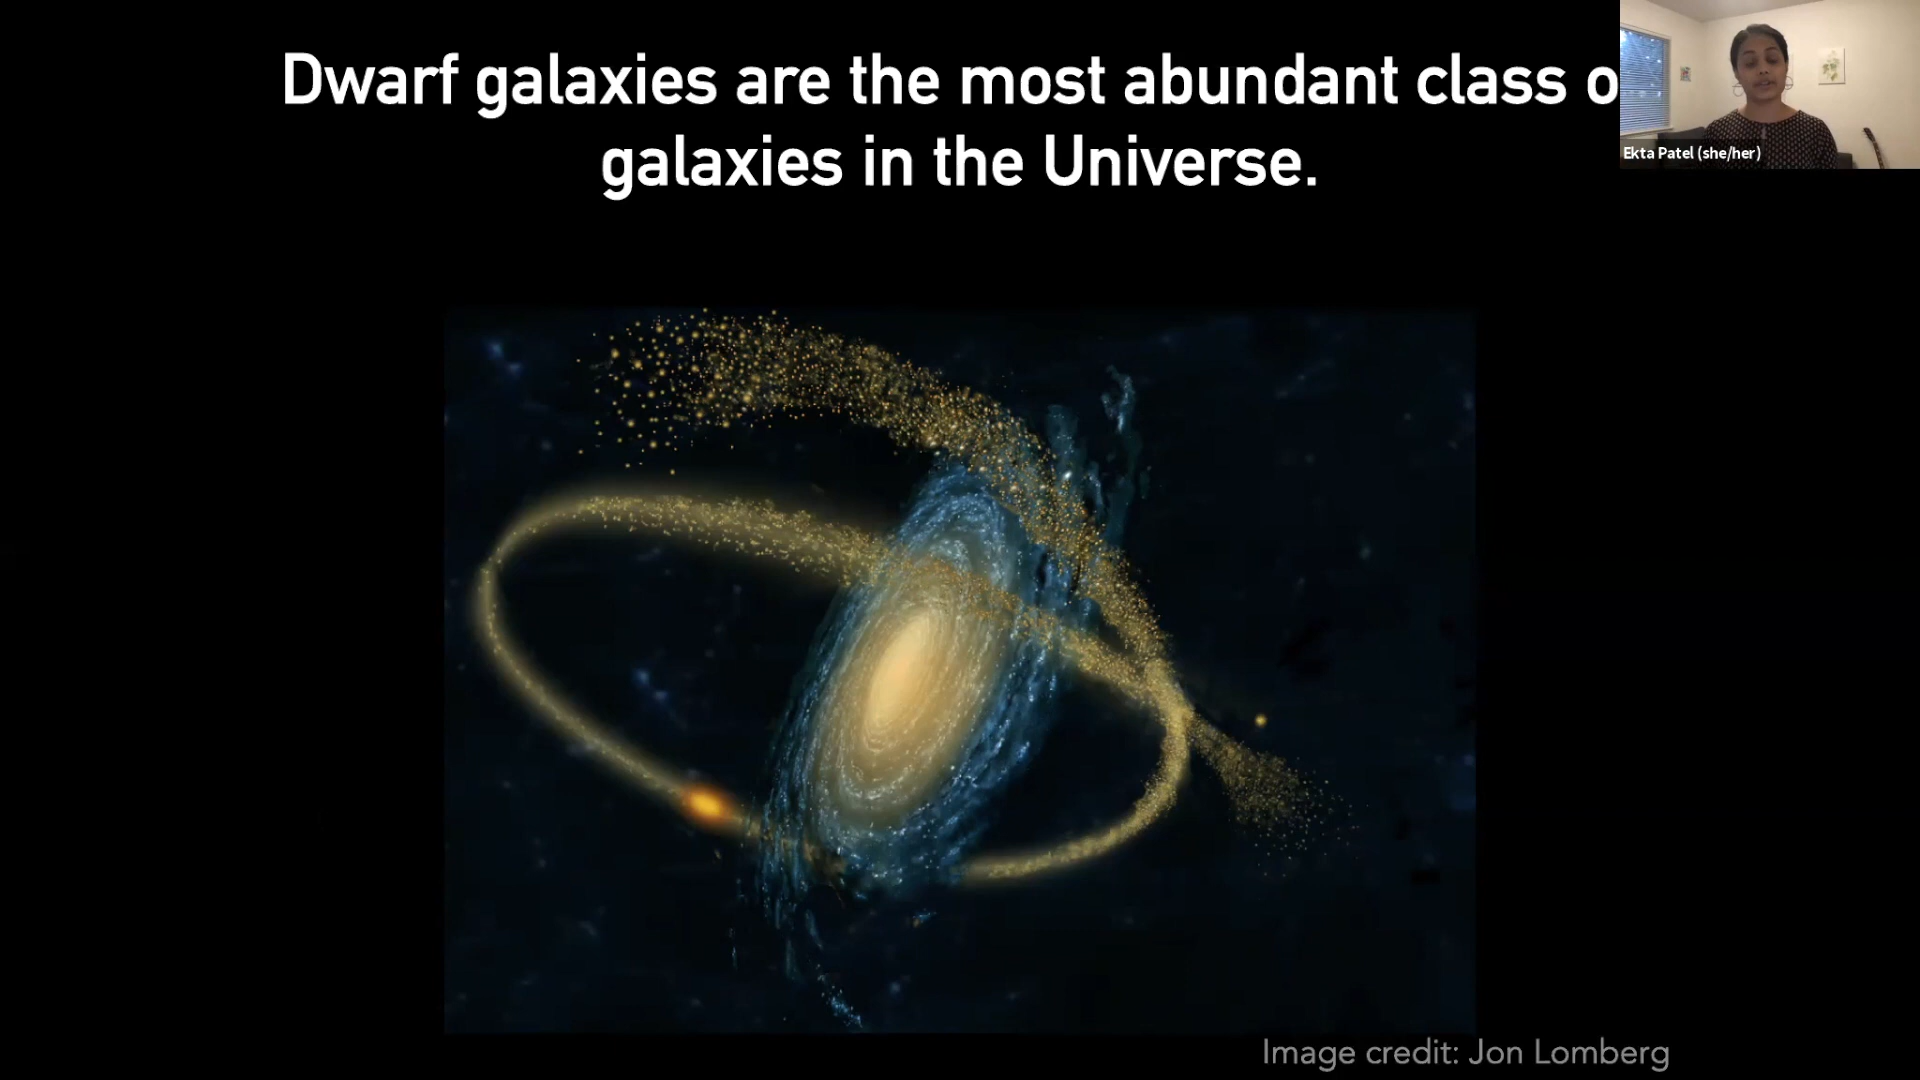 Dwarf galaxies are the most abundant class o
galaxies in the Universe.
Ekta Patel (she/her)
Image credit: Jon Lomberg